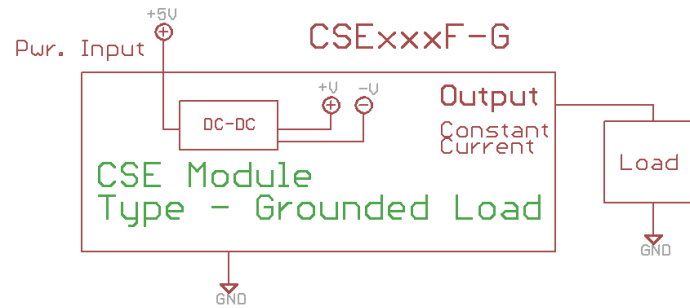 +5V
CSExxxF-G
Pwr. Input
+V
-V
Output
DC-DC
Constant
Current
Load
CSE Module
Type - Grounded Load
GND
GND